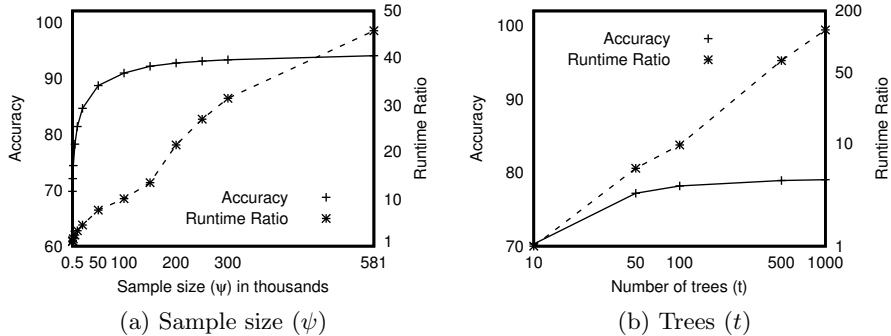 100
90
80
70
60
50
40
30
20
10
1
0.5 50 100 200 300 581
Accuracy
Runtime Ratio
Accuracy
Runtime Ratio
Sample size (ψ) in thousands
(a) Sample size (ψ)
100
90
80
70
200
50
10
1
10 50 100 500 1000
Accuracy
Runtime Ratio
Accuracy
Runtime Ratio
Number of trees (t)
(b) Trees (t)